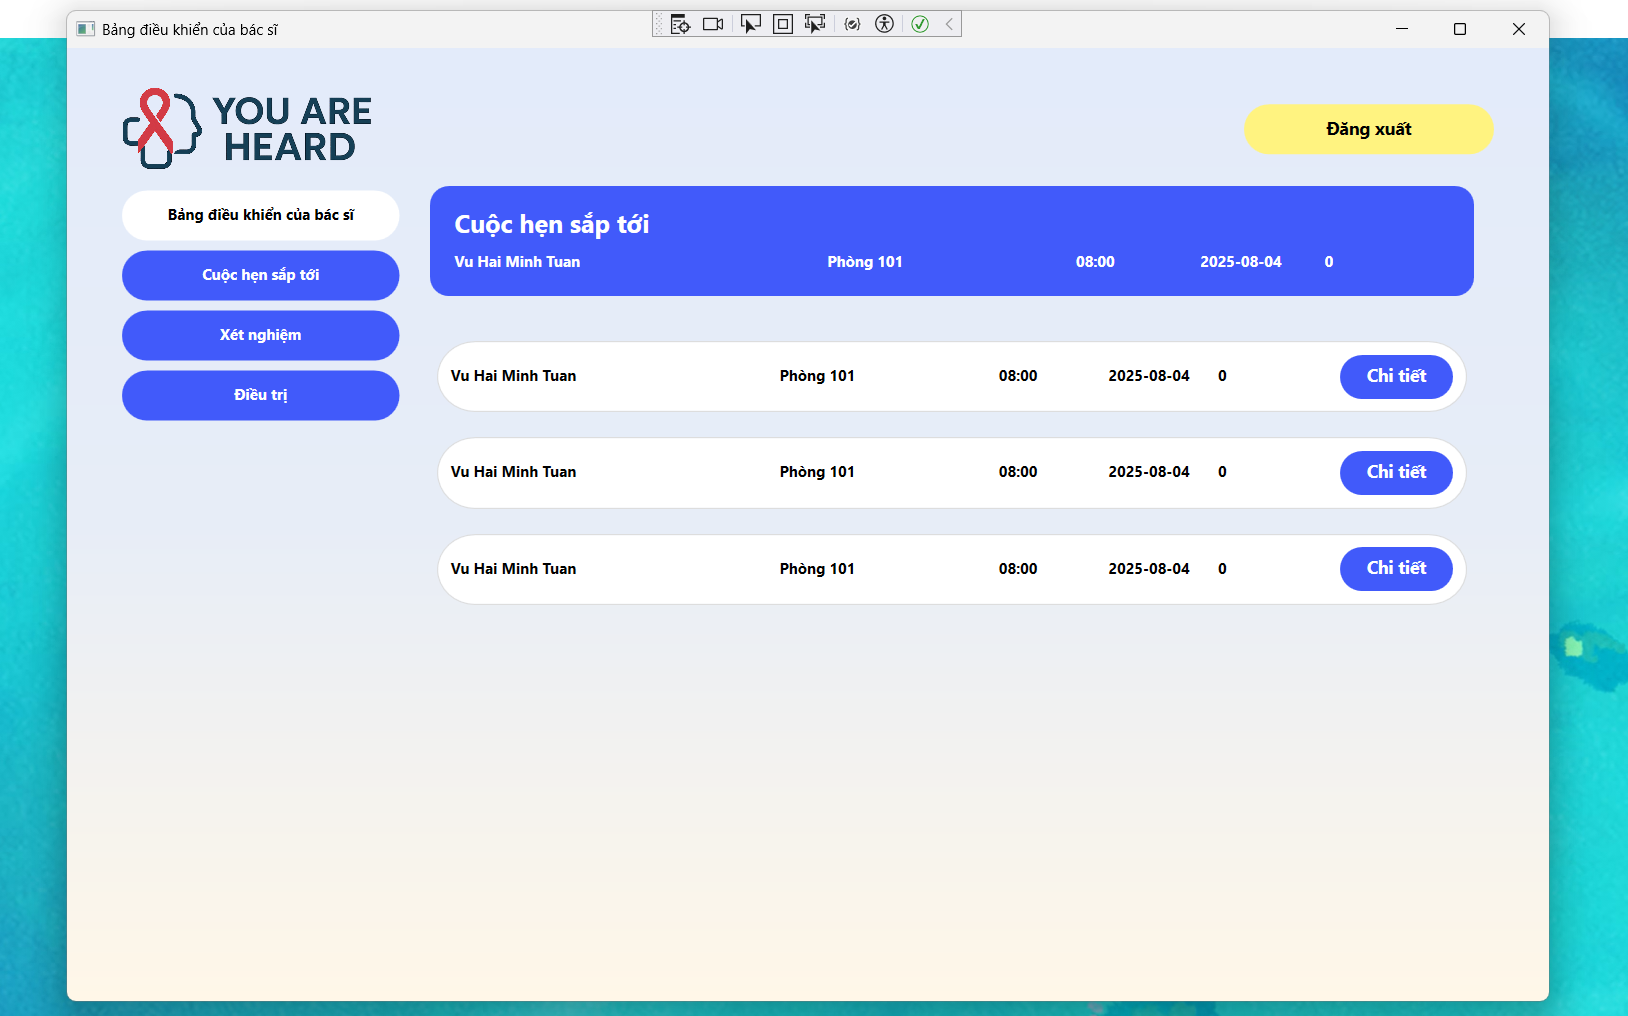 Bảng điều khiển của bác sĩ
YOU ARE
HEARD
Đăng xuất
Bảng điều khiển của bác sĩ
Cuộc hẹn sắp tới
Xét nghiệm
Điều trị
Cuộc hẹn sắp tới
Vu Hai Minh Tuan Phòng 101 08:00 2025-08-04 0
Vu Hai Minh Tuan Phòng 101 08:00 2025-08-04 0 Chi tiết
Vu Hai Minh Tuan Phòng 101 08:00 2025-08-04 0 Chi tiết
Vu Hai Minh Tuan Phòng 101 08:00 2025-08-04 0 Chi tiết